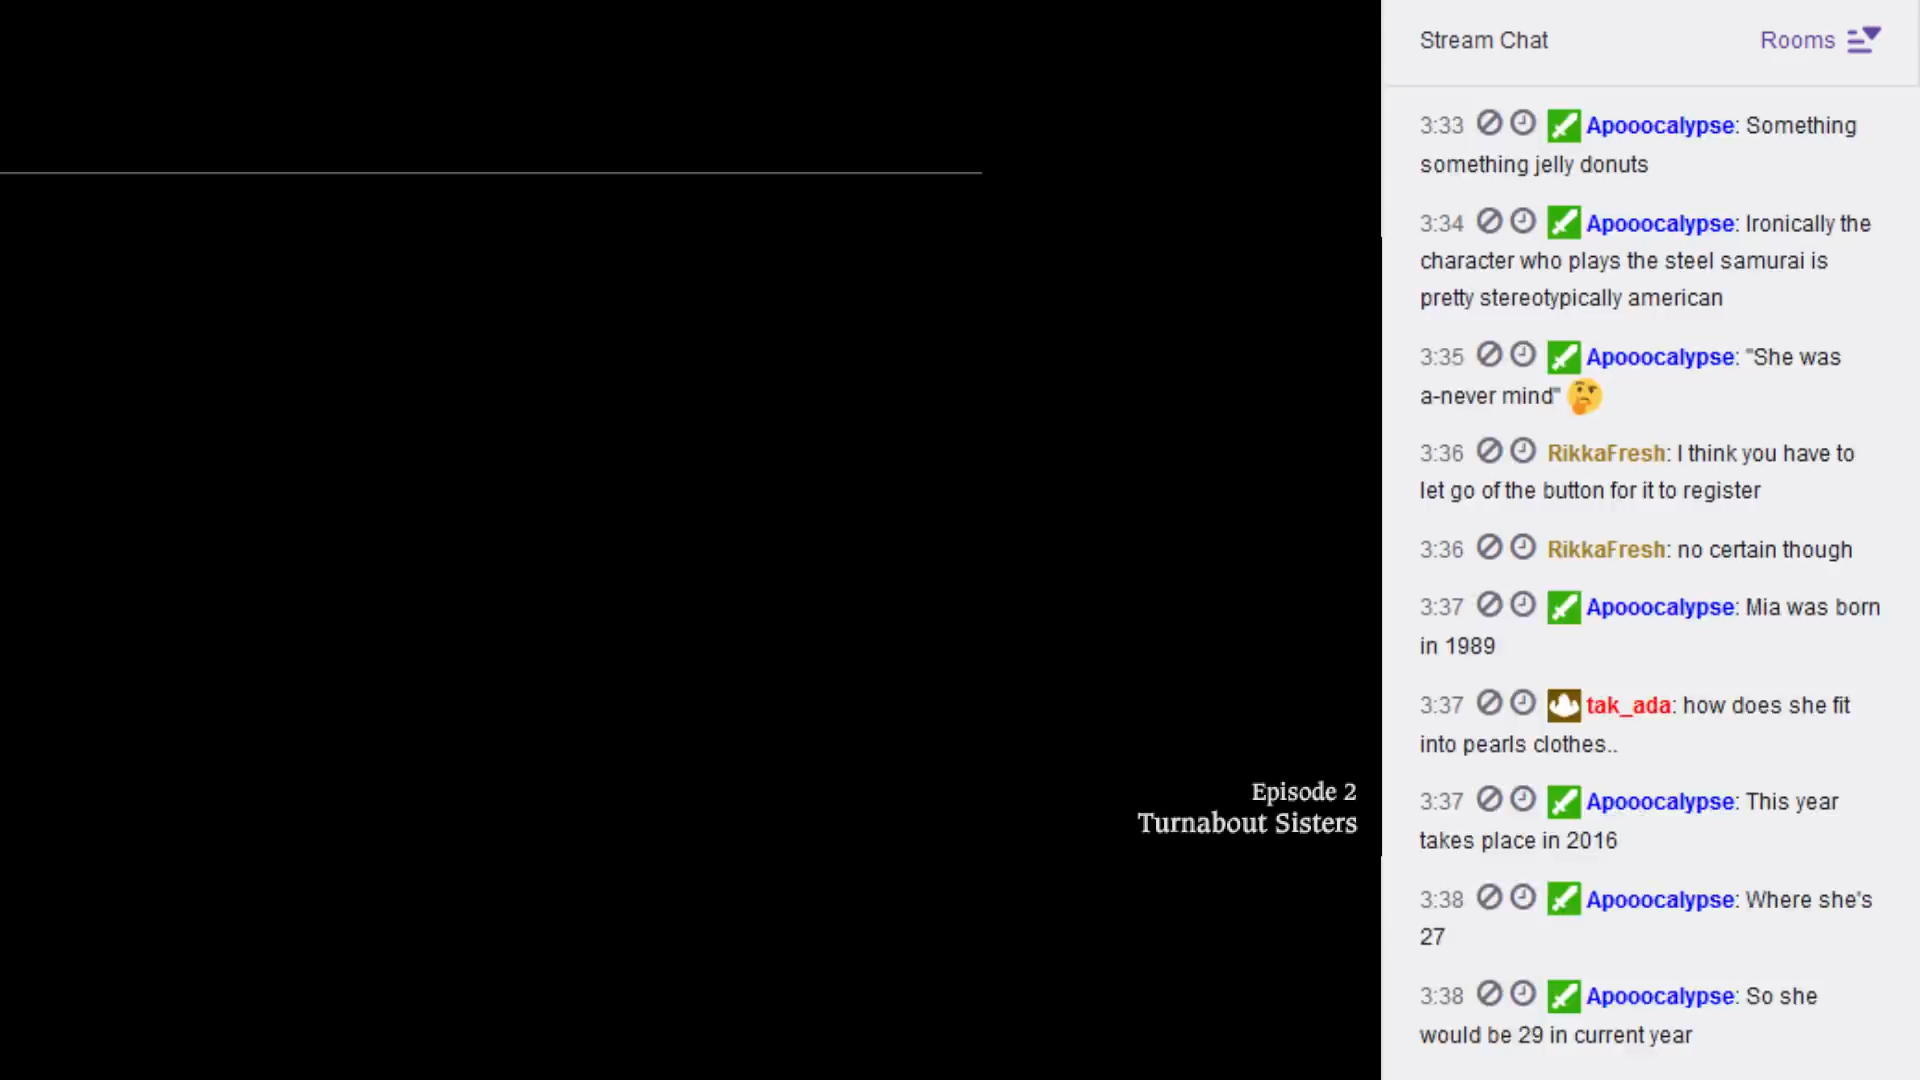 Episode 2
Turnabout Sisters
Stream Chat
Rooms
3:33 Apooocalypse: Something
something jelly donuts
3:34 Apooocalypse: Ironically the
character who plays the steel samurai is
pretty stereotypically american
3:35 Apooocalypse: "She was
a-never mind"
3:36 RikkaFresh: I think you have to
let go of the button for it to register
3:36 RikkaFresh: no certain though
3:37 Apooocalypse: Mia was born
in 1989
3:37 tak_ada: how does she fit
into pearls clothes..
3:37 Apooocalypse: This year
takes place in 2016
3:38 Apooocalypse: Where she's
27
3:38 Apooocalypse: So she
would be 29 in current year